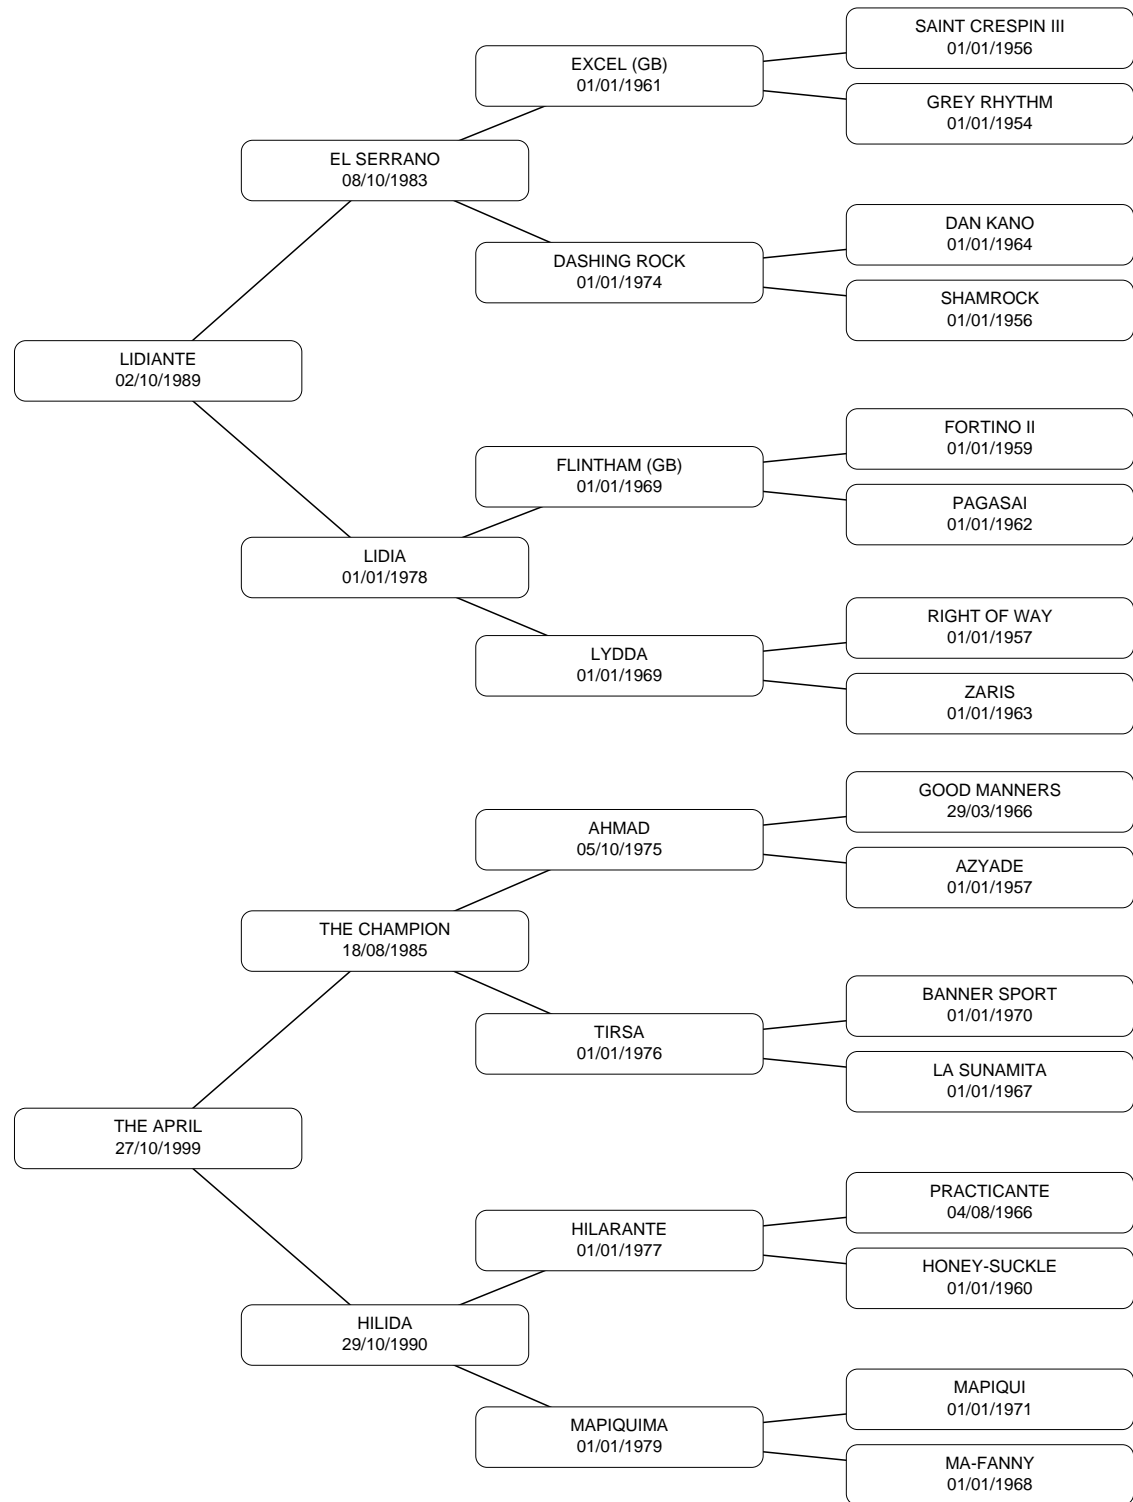 SAINT CRESPIN III
01/01/1956
EXCEL (GB)
01/01/1961
GREY RHYTHM
01/01/1954
EL SERRANO
08/10/1983
DAN KANO
01/01/1964
DASHING ROCK
01/01/1974
SHAMROCK
01/01/1956
LIDIANTE
02/10/1989
FORTINO II
01/01/1959
FLINTHAM (GB)
01/01/1969
PAGASAI
01/01/1962
LIDIA
01/01/1978
RIGHT OF WAY
01/01/1957
LYDDA
01/01/1969
ZARIS
01/01/1963
GOOD MANNERS
29/03/1966
AHMAD
05/10/1975
AZYADE
01/01/1957
THE CHAMPION
18/08/1985
BANNER SPORT
01/01/1970
TIRSA
01/01/1976
LA SUNAMITA
01/01/1967
THE APRIL
27/10/1999
PRACTICANTE
04/08/1966
HILARANTE
01/01/1977
HONEY-SUCKLE
01/01/1960
HILIDA
29/10/1990
MAPIQUI
01/01/1971
MAPIQUIMA
01/01/1979
MA-FANNY
01/01/1968